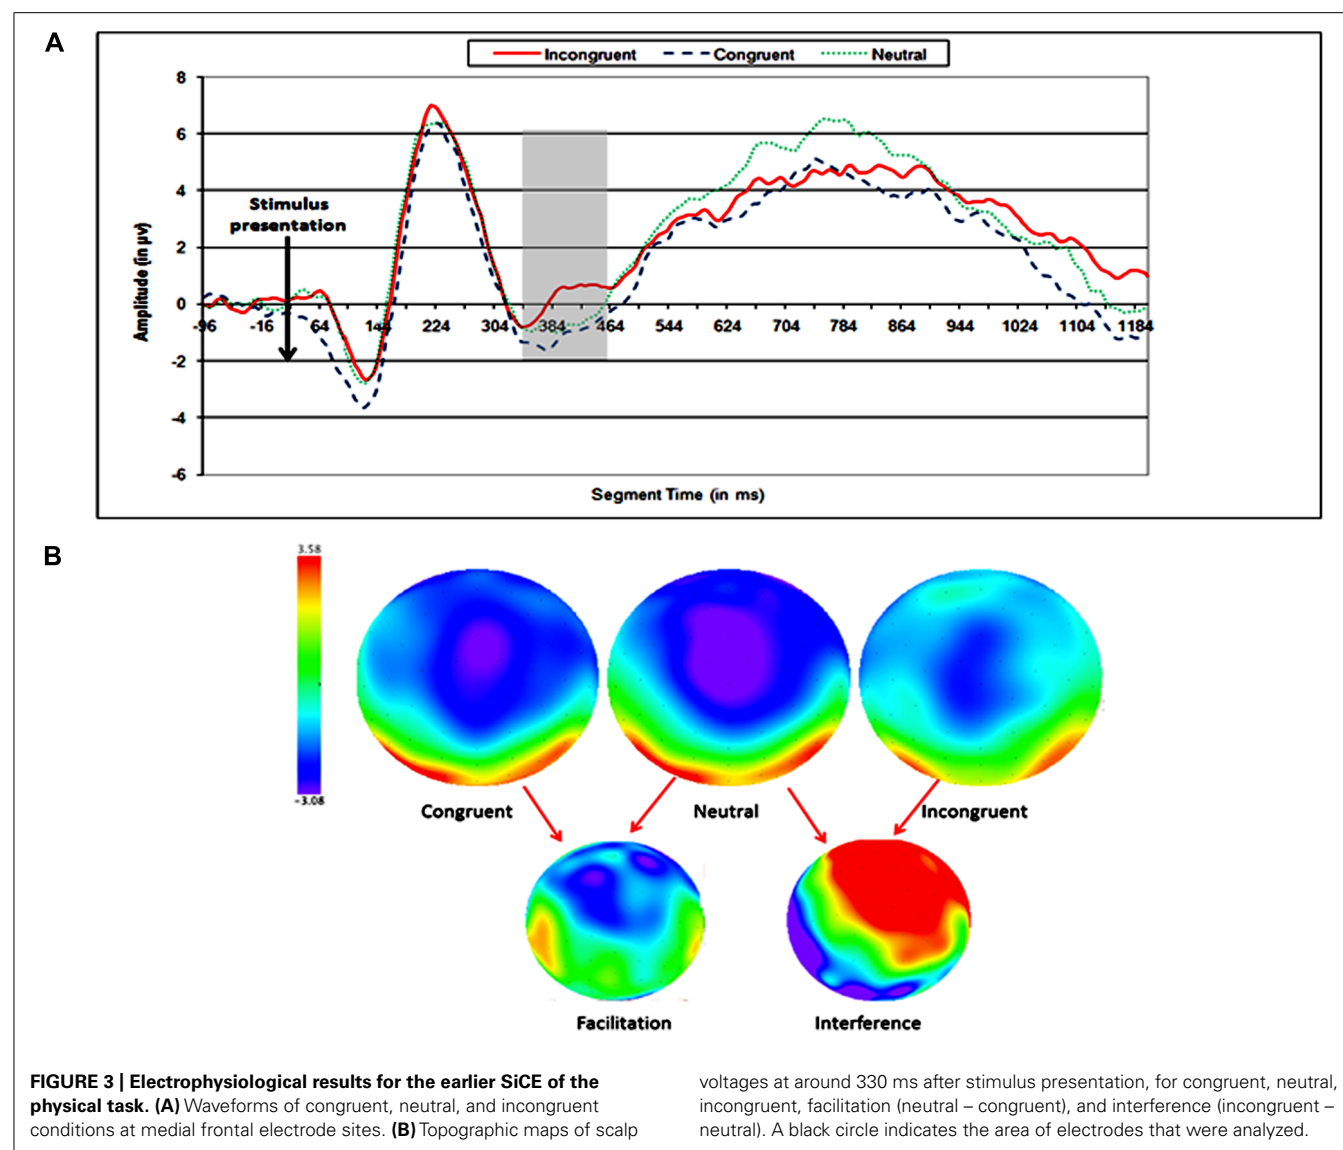 A
Incongruent Congruent Neutral
8
6
4
2
0
-2
-4
-6
Amplitude (in µv)
Stimulus
presentation
-96 -16 64 144 224 304 384 464 544 624 704 784 864 944 1024 1104 1184
Segment Time (in ms)
B
3.58
-3.08
Congruent Neutral Incongruent
Facilitation Interference
FIGURE 3 | Electrophysiological results for the earlier SiCE of the
physical task. (A) Waveforms of congruent, neutral, and incongruent
conditions at medial frontal electrode sites. (B) Topographic maps of scalp
voltages at around 330 ms after stimulus presentation, for congruent, neutral,
incongruent, facilitation (neutral – congruent), and interference (incongruent –
neutral). A black circle indicates the area of electrodes that were analyzed.